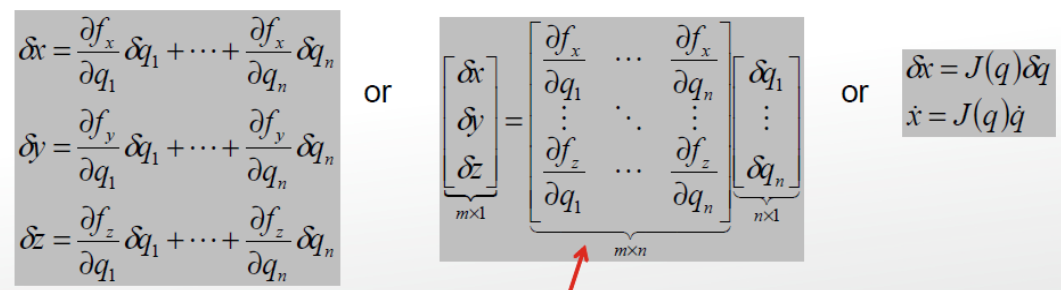 δx = ∂f_x/∂q_1 δq_1 + ⋯ + ∂f_x/∂q_n δq_n
δy = ∂f_y/∂q_1 δq_1 + ⋯ + ∂f_y/∂q_n δq_n
δz = ∂f_z/∂q_1 δq_1 + ⋯ + ∂f_z/∂q_n δq_n
or
[δx δy δz] = [∂f_x/∂q_1 ⋯ ∂f_x/∂q_n ⋮ ⋱ ⋮ ∂f_z/∂q_1 ⋯ ∂f_z/∂q_n] [δq_1 ⋮ δq_n]
m×1 m×n n×1
or
δx = J(q)δq
ẋ = J(q)q̇